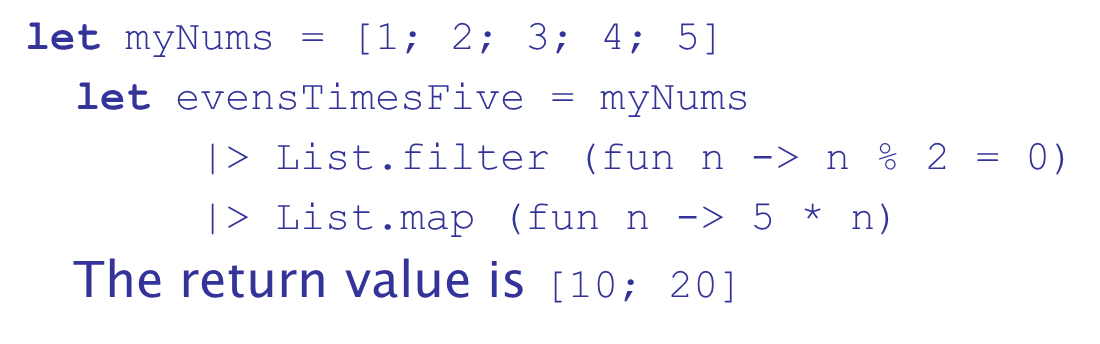 let myNums = [1; 2; 3; 4; 5]
let evensTimesFive = myNums
|> List.filter (fun n -> n % 2 = 0)
|> List.map (fun n -> 5 * n)
The return value is [10; 20]